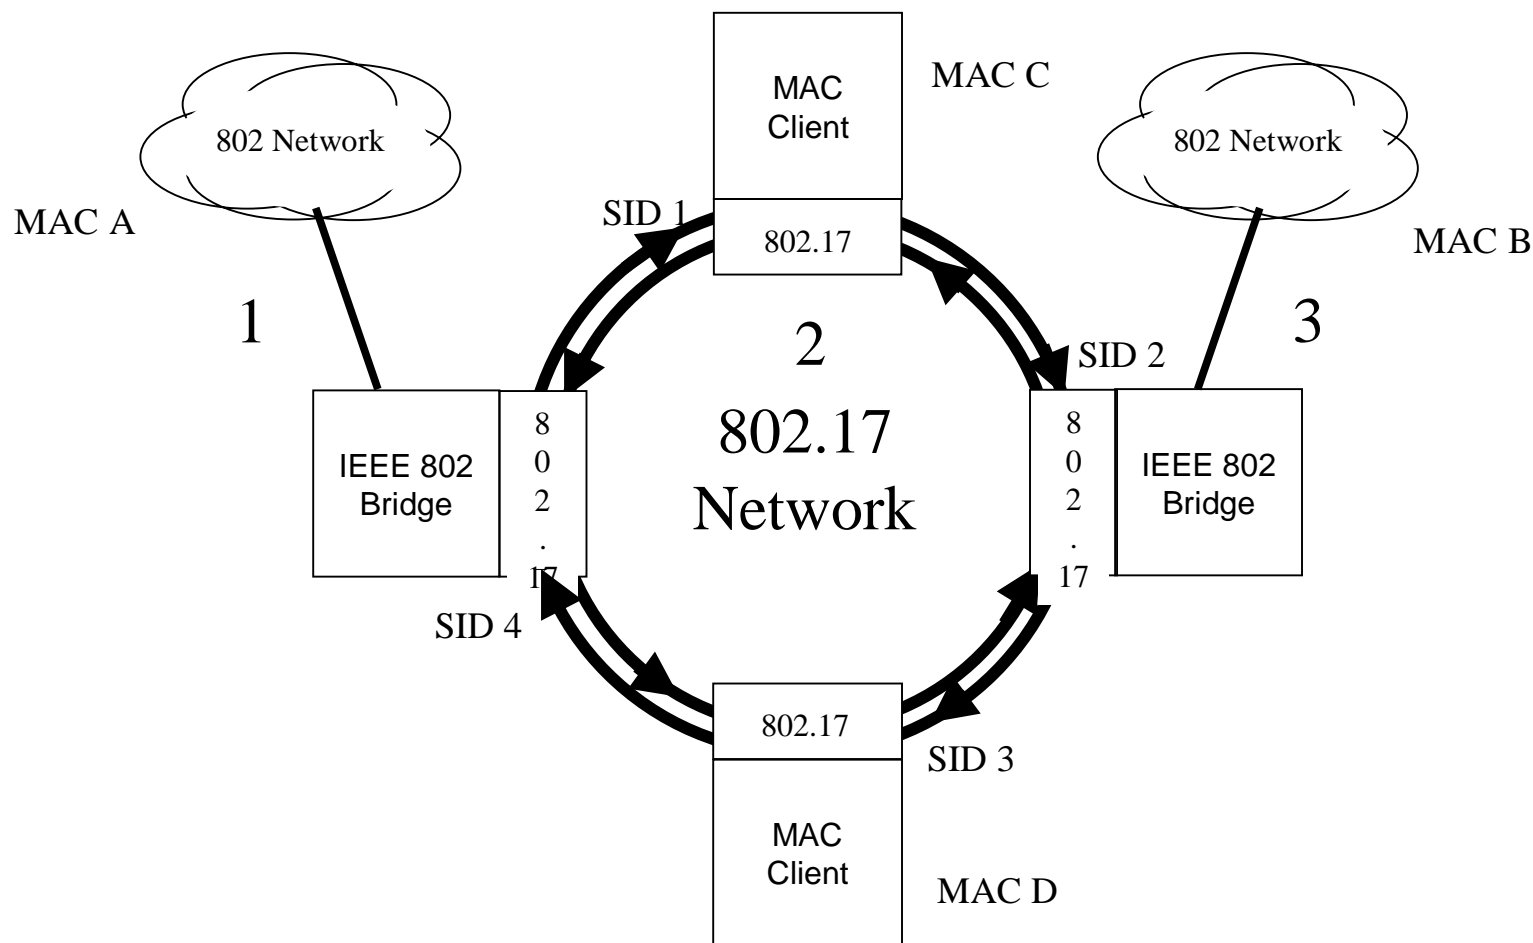 MAC
Client
MAC C
802 Network
802 Network
MAC A
SID 1
802.17
MAC B
1
2
3
SID 2
802.17
Network
IEEE 802
Bridge
8
0
2
.
17
8
0
2
.
17
IEEE 802
Bridge
SID 4
802.17
SID 3
MAC
Client
MAC D